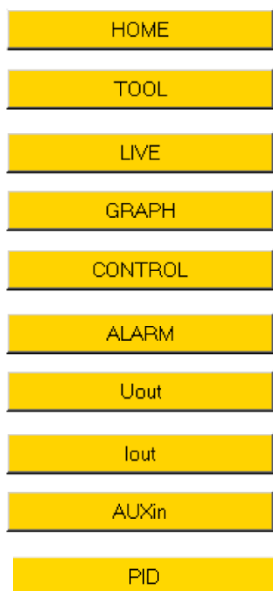 HOME
TOOL
LIVE
GRAPH
CONTROL
ALARM
Uout
Iout
AUXin
PID